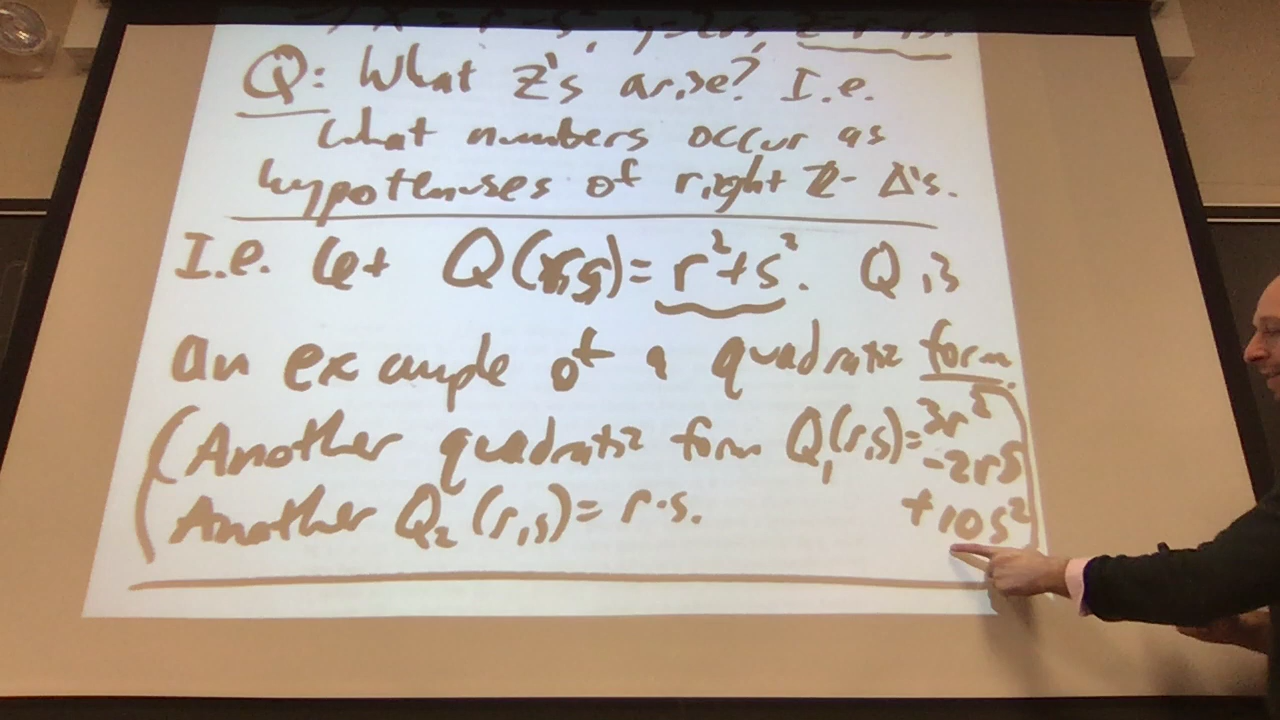 y=2rs,
Q: What z's arise? I.e.
what numbers occur as
hypotenuses of right ℤ- Δ's.
I.e. let Q(r,s)= r²+s². Q is
an example of a quadratic form.
(Another quadratic form Q₁(r,s)=3r²
-2rs
Another Q₂(r,s)= r·s. +10s²)